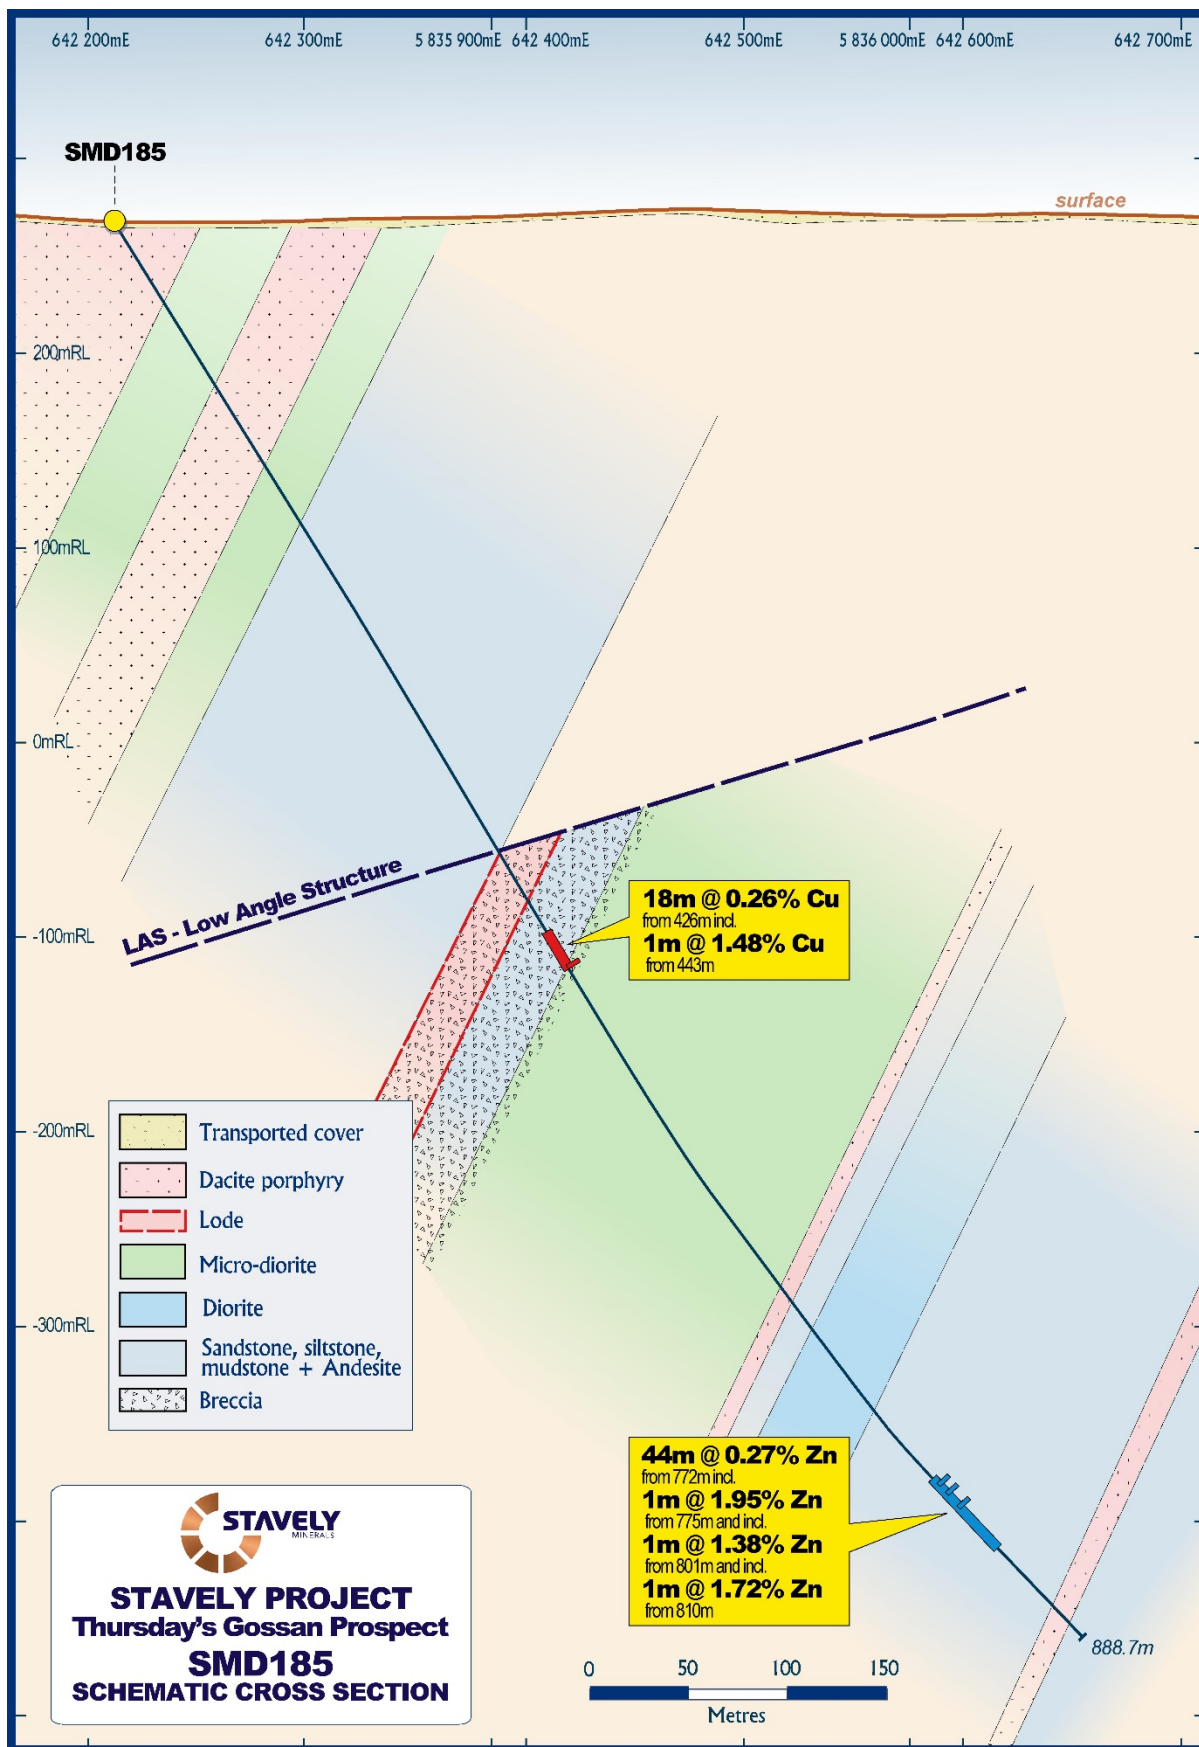 642 200mE 642 300mE 5 835 900mE 642 400mE 642 500mE 5 836 000mE 642 600mE 642 700mE
SMD185
surface
200mRL
100mRL
0mRL
LAS - Low Angle Structure
-100mRL
18m @ 0.26% Cu
from 426m incl.
1m @ 1.48% Cu
from 443m
-200mRL
-300mRL
Transported cover
Dacite porphyry
Lode
Micro-diorite
Diorite
Sandstone, siltstone,
mudstone + Andesite
Breccia
44m @ 0.27% Zn
from 772m incl.
1m @ 1.95% Zn
from 775m and incl.
1m @ 1.38% Zn
from 801m and incl.
1m @ 1.72% Zn
from 810m
888.7m
STAVELY
MINERALS
STAVELY PROJECT
Thursday's Gossan Prospect
SMD185
SCHEMATIC CROSS SECTION
0 50 100 150
Metres